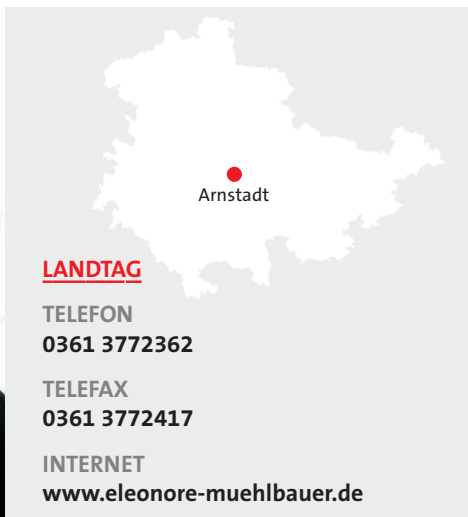 Arnstadt
LANDTAG
TELEFON
0361 3772362
TELEFAX
0361 3772417
INTERNET
www.eleonore-muehlbauer.de